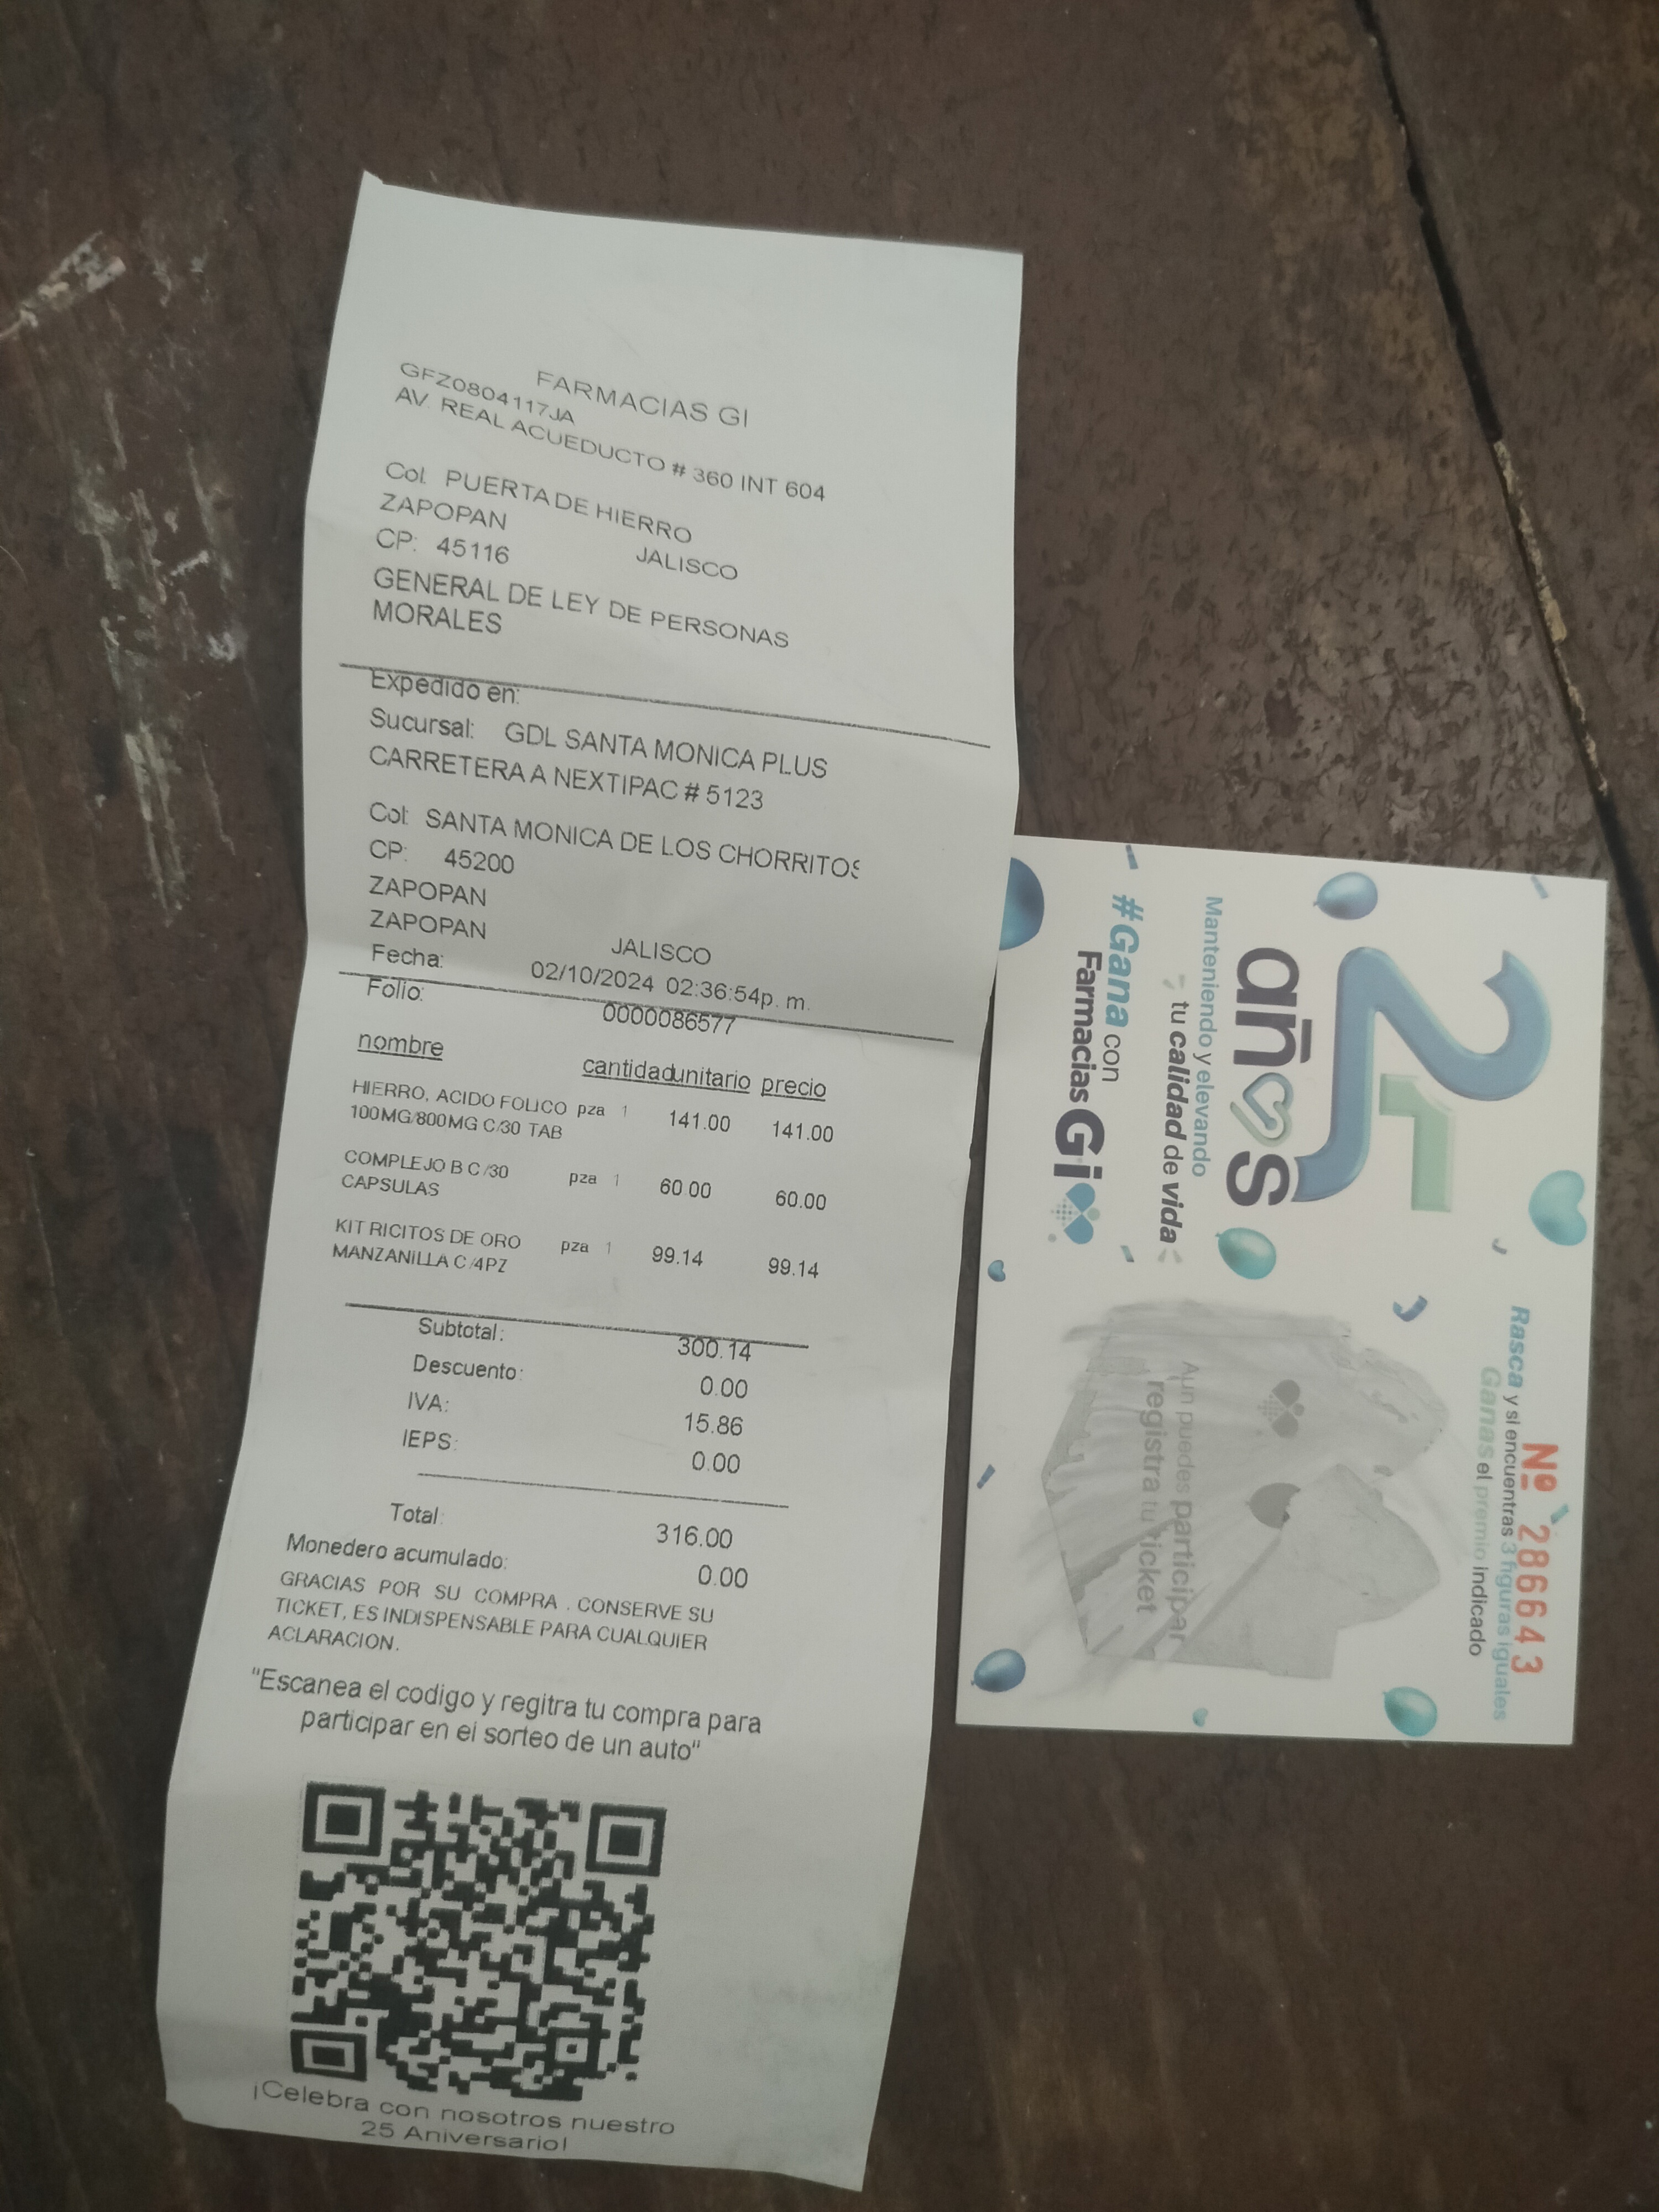 FARMACIAS GI
GFZ0804117JA
AV. REAL ACUEDUCTO # 360 INT 604
Col. PUERTA DE HIERRO
ZAPOPAN JALISCO
CP: 45116
GENERAL DE LEY DE PERSONAS
MORALES
Expedido en:
Sucursal: GDL SANTA MONICA PLUS
CARRETERA A NEXTIPAC # 5123
Col: SANTA MONICA DE LOS CHORRITOS
CP: 45200
ZAPOPAN
ZAPOPAN JALISCO
Fecha: 02/10/2024 02:36:54p. m.
Folio: 0000086577
nombre cantidad unitario precio
HIERRO, ACIDO FOLICO pza 1 141.00 141.00
100MG/800MG C/30 TAB
COMPLEJO B C/30 pza 1 60.00 60.00
CAPSULAS
KIT RICITOS DE ORO pza 1 99.14 99.14
MANZANILLA C/4PZ
Subtotal: 300.14
Descuento: 0.00
IVA: 15.86
IEPS: 0.00
Total: 316.00
Monedero acumulado: 0.00
GRACIAS POR SU COMPRA . CONSERVE SU
TICKET, ES INDISPENSABLE PARA CUALQUIER
ACLARACION.
"Escanea el codigo y regitra tu compra para
participar en el sorteo de un auto"
¡Celebra con nosotros nuestro
25 Aniversario!
25
años
Manteniendo y elevando
tu calidad de vida
#Gana con
Farmacias Gi
Nº 286643
Rasca y si encuentras 3 figuras iguales
Ganas el premio indicado
Aun puedes participar
registra tu ticket